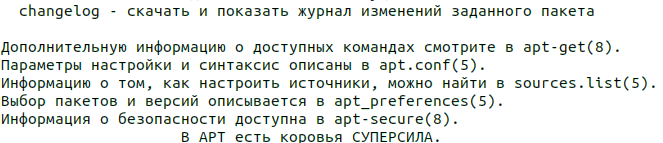 changelog - скачать и показать журнал изменений заданного пакета
Дополнительную информацию о доступных командах смотрите в apt-get(8).
Параметры настройки и синтаксис описаны в apt.conf(5).
Информацию о том, как настроить источники, можно найти в sources.list(5).
Выбор пакетов и версий описывается в apt_preferences(5).
Информация о безопасности доступна в apt-secure(8).
В APT есть коровья СУПЕРСИЛА.